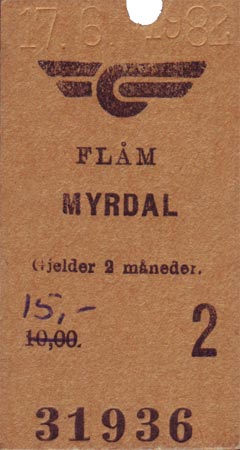 17. 6. 1982
FLÅM
MYRDAL
Gjelder 2 måneder.
15,-
10,00.
2
31936